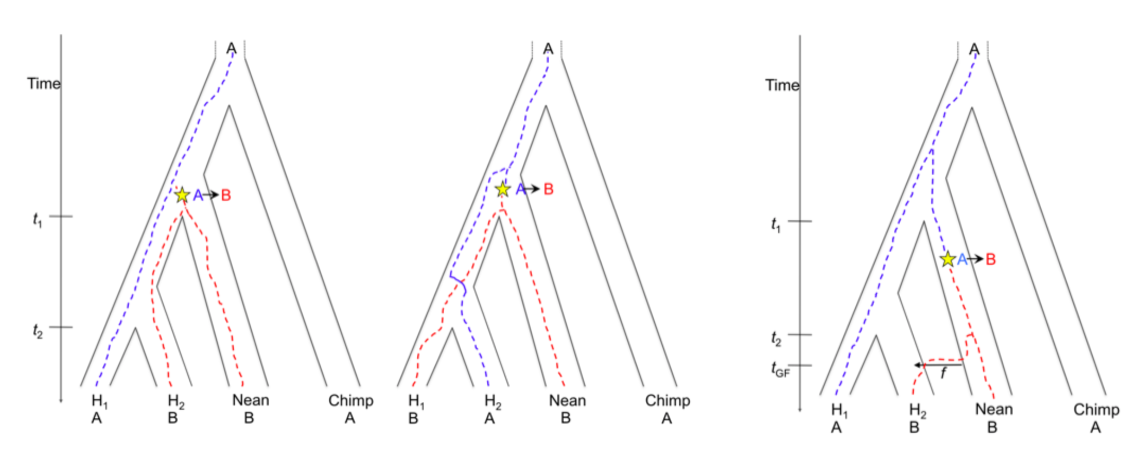 A
Time
A→B
t1
t2
H1 H2 Nean Chimp
A B B A
A
A→B
H1 H2 Nean Chimp
B A B A
A
Time
t1
A→B
t2
tGF
f
H1 H2 Nean Chimp
A B B A